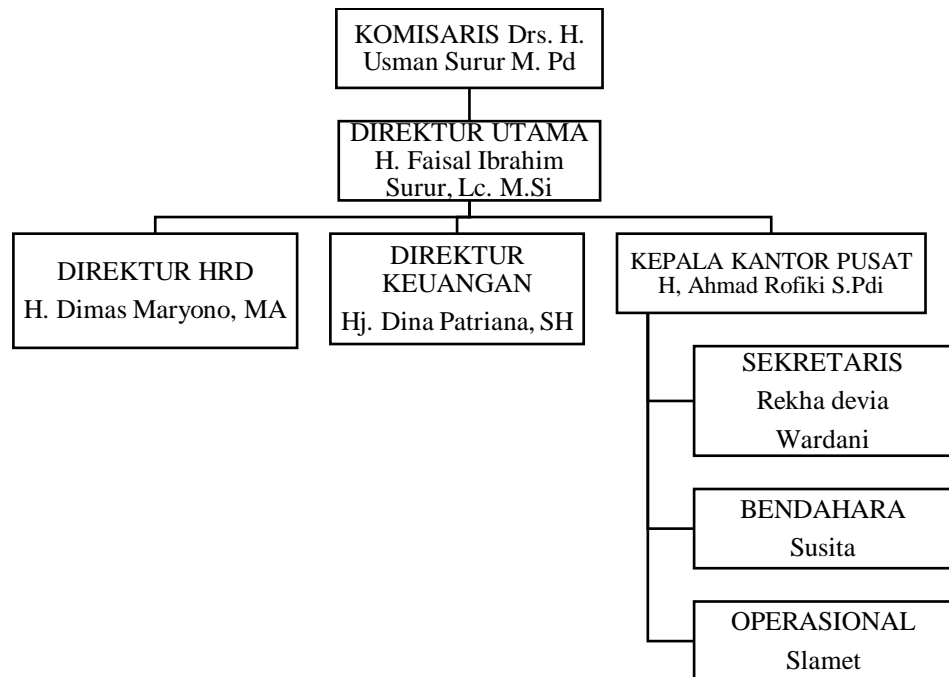 KOMISARIS Drs. H.
Usman Surur M. Pd
DIREKTUR UTAMA
H. Faisal Ibrahim
Surur, Lc. M.Si
DIREKTUR HRD
H. Dimas Maryono, MA
DIREKTUR
KEUANGAN
Hj. Dina Patriana, SH
KEPALA KANTOR PUSAT
H, Ahmad Rofiki S.Pdi
SEKRETARIS
Rekha devia
Wardani
BENDAHARA
Susita
OPERASIONAL
Slamet